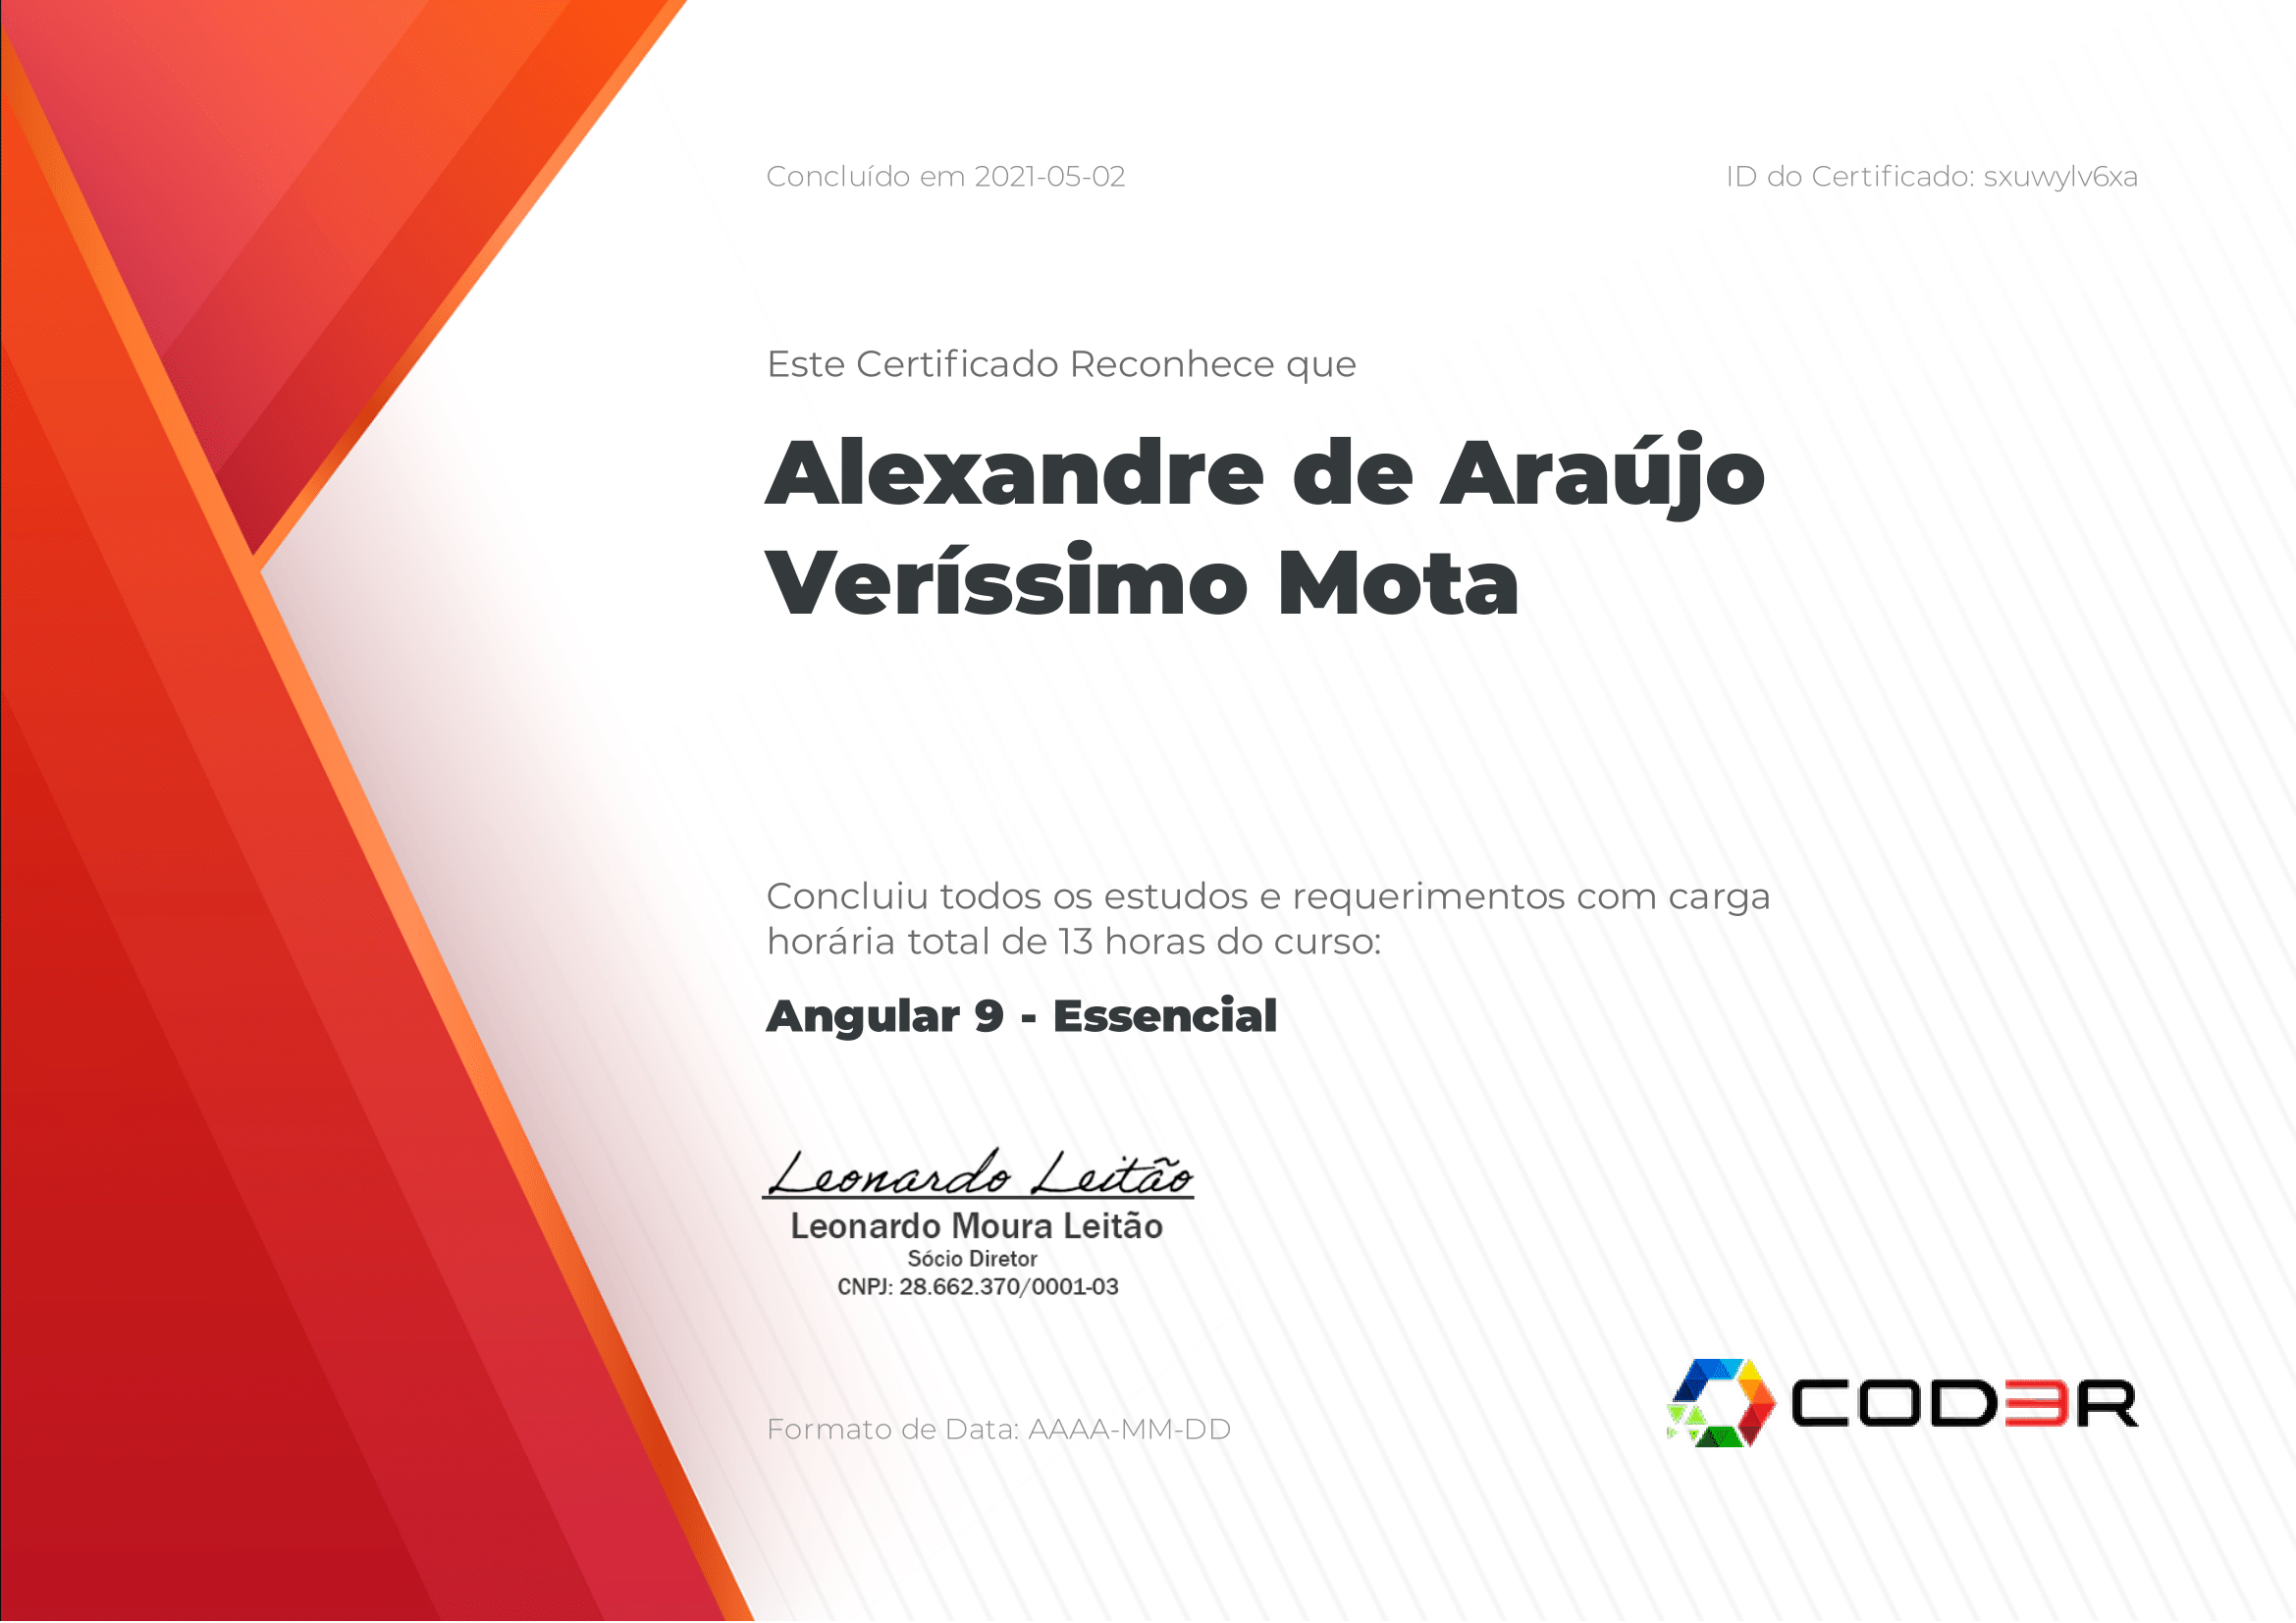 Concluído em 2021-05-02
ID do Certificado: sxuwylv6xa
Este Certificado Reconhece que
Alexandre de Araújo
Veríssimo Mota
Concluiu todos os estudos e requerimentos com carga
horária total de 13 horas do curso:
Angular 9 - Essencial
Leonardo Leitão
Leonardo Moura Leitão
Sócio Diretor
CNPJ: 28.662.370/0001-03
Formato de Data: AAAA-MM-DD
COD3R